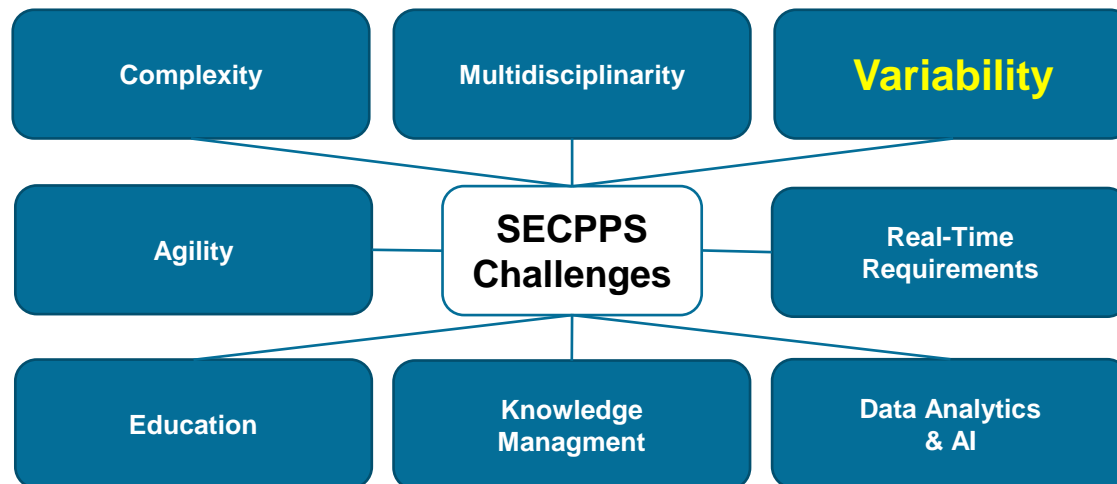 Complexity
Multidisciplinarity
Variability
Agility
SECPPS
Challenges
Real-Time
Requirements
Education
Knowledge
Managment
Data Analytics
& AI